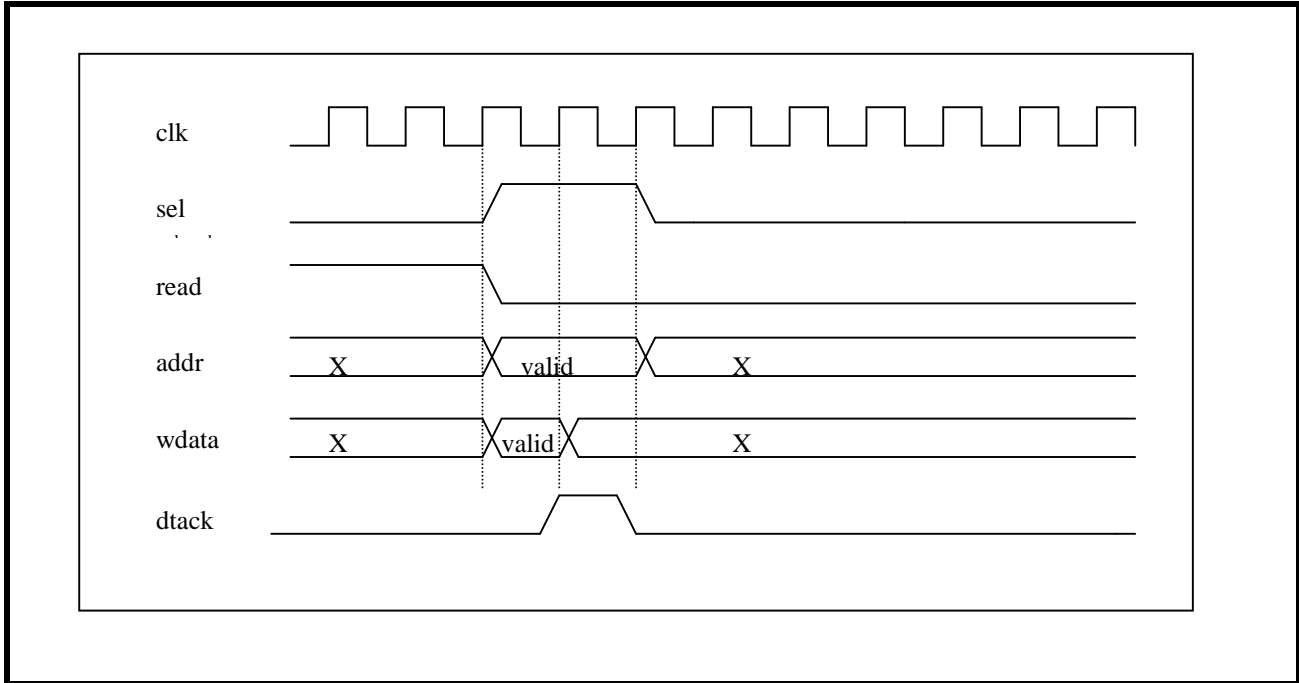 clk
sel
read
addr X valid X
wdata X valid X
dtack